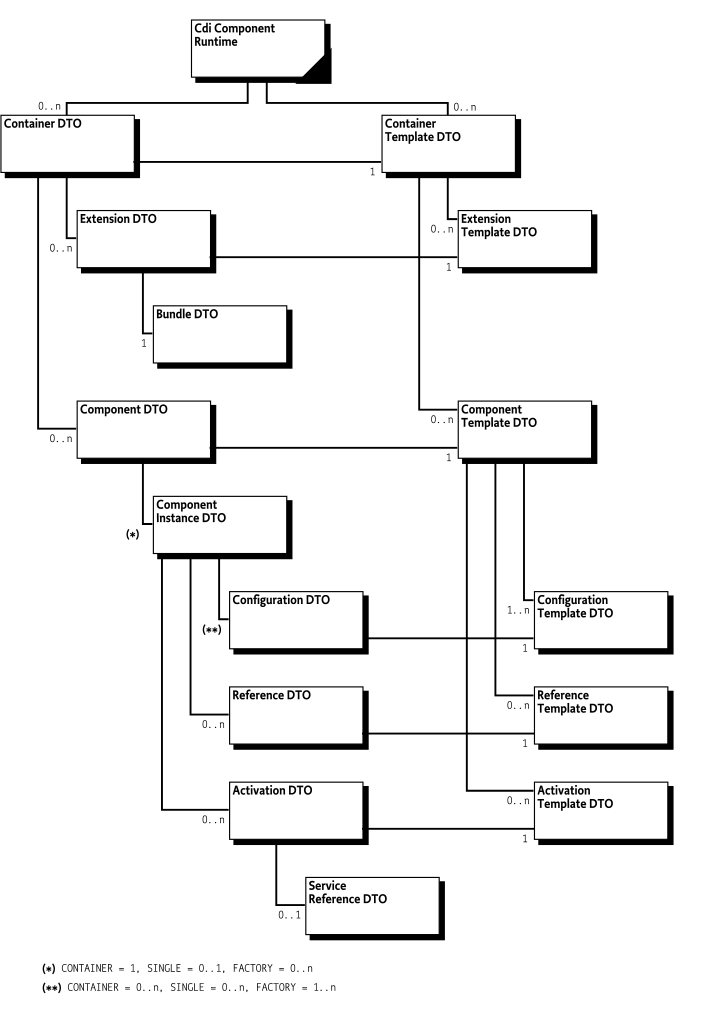 Cdi Component
Runtime
0..n
0..n
Container DTO
Container
Template DTO
1
Extension DTO
Extension
Template DTO
0..n
0..n
1
Bundle DTO
1
Component DTO
Component
Template DTO
0..n
0..n
1
Component
Instance DTO
(*)
Configuration DTO
Configuration
Template DTO
1..n
(**)
1
Reference DTO
Reference
Template DTO
0..n
0..n
1
Activation DTO
Activation
Template DTO
0..n
0..n
1
Service
Reference DTO
0..1
(*) CONTAINER = 1, SINGLE = 0..1, FACTORY = 0..n
(**) CONTAINER = 0..n, SINGLE = 0..n, FACTORY = 1..n